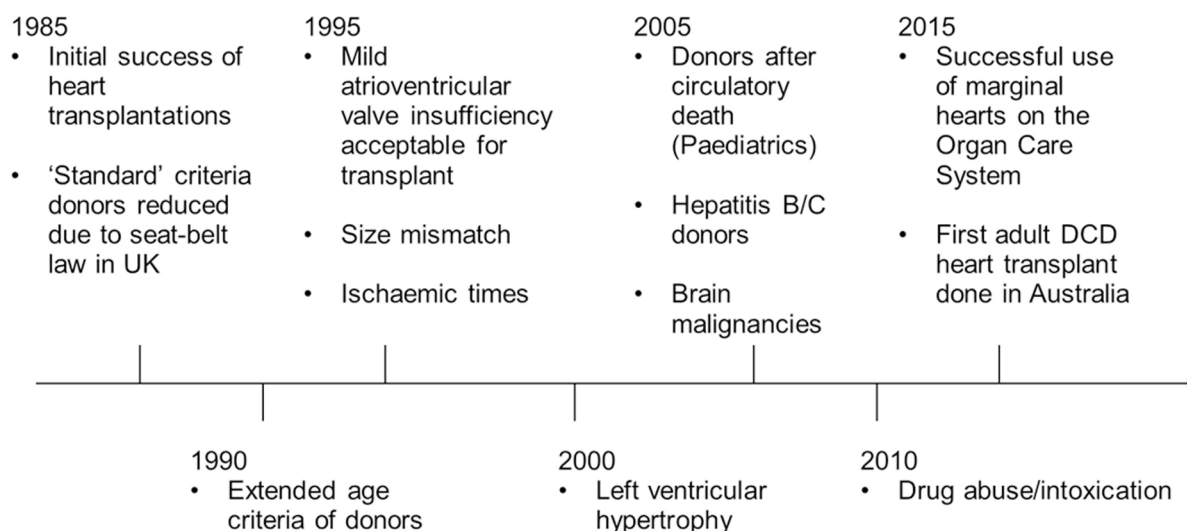 1985
• Initial success of
heart
transplantations
• ‘Standard’ criteria
donors reduced
due to seat-belt
law in UK
1995
• Mild
atrioventricular
valve insufficiency
acceptable for
transplant
• Size mismatch
• Ischaemic times
2005
• Donors after
circulatory
death
(Paediatrics)
• Hepatitis B/C
donors
• Brain
malignancies
2015
• Successful use
of marginal
hearts on the
Organ Care
System
• First adult DCD
heart transplant
done in Australia
1990
• Extended age
criteria of donors
2000
• Left ventricular
hypertrophy
2010
• Drug abuse/intoxication